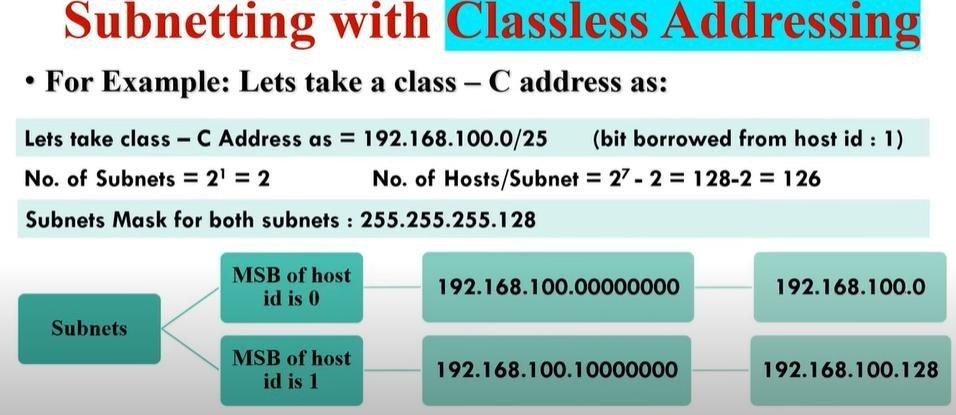 Subnetting with Classless Addressing
• For Example: Lets take a class – C address as:
Lets take class – C Address as = 192.168.100.0/25 (bit borrowed from host id : 1)
No. of Subnets = 2¹ = 2 No. of Hosts/Subnet = 2⁷ - 2 = 128-2 = 126
Subnets Mask for both subnets : 255.255.255.128
Subnets
MSB of host
id is 0
192.168.100.00000000
192.168.100.0
MSB of host
id is 1
192.168.100.10000000
192.168.100.128